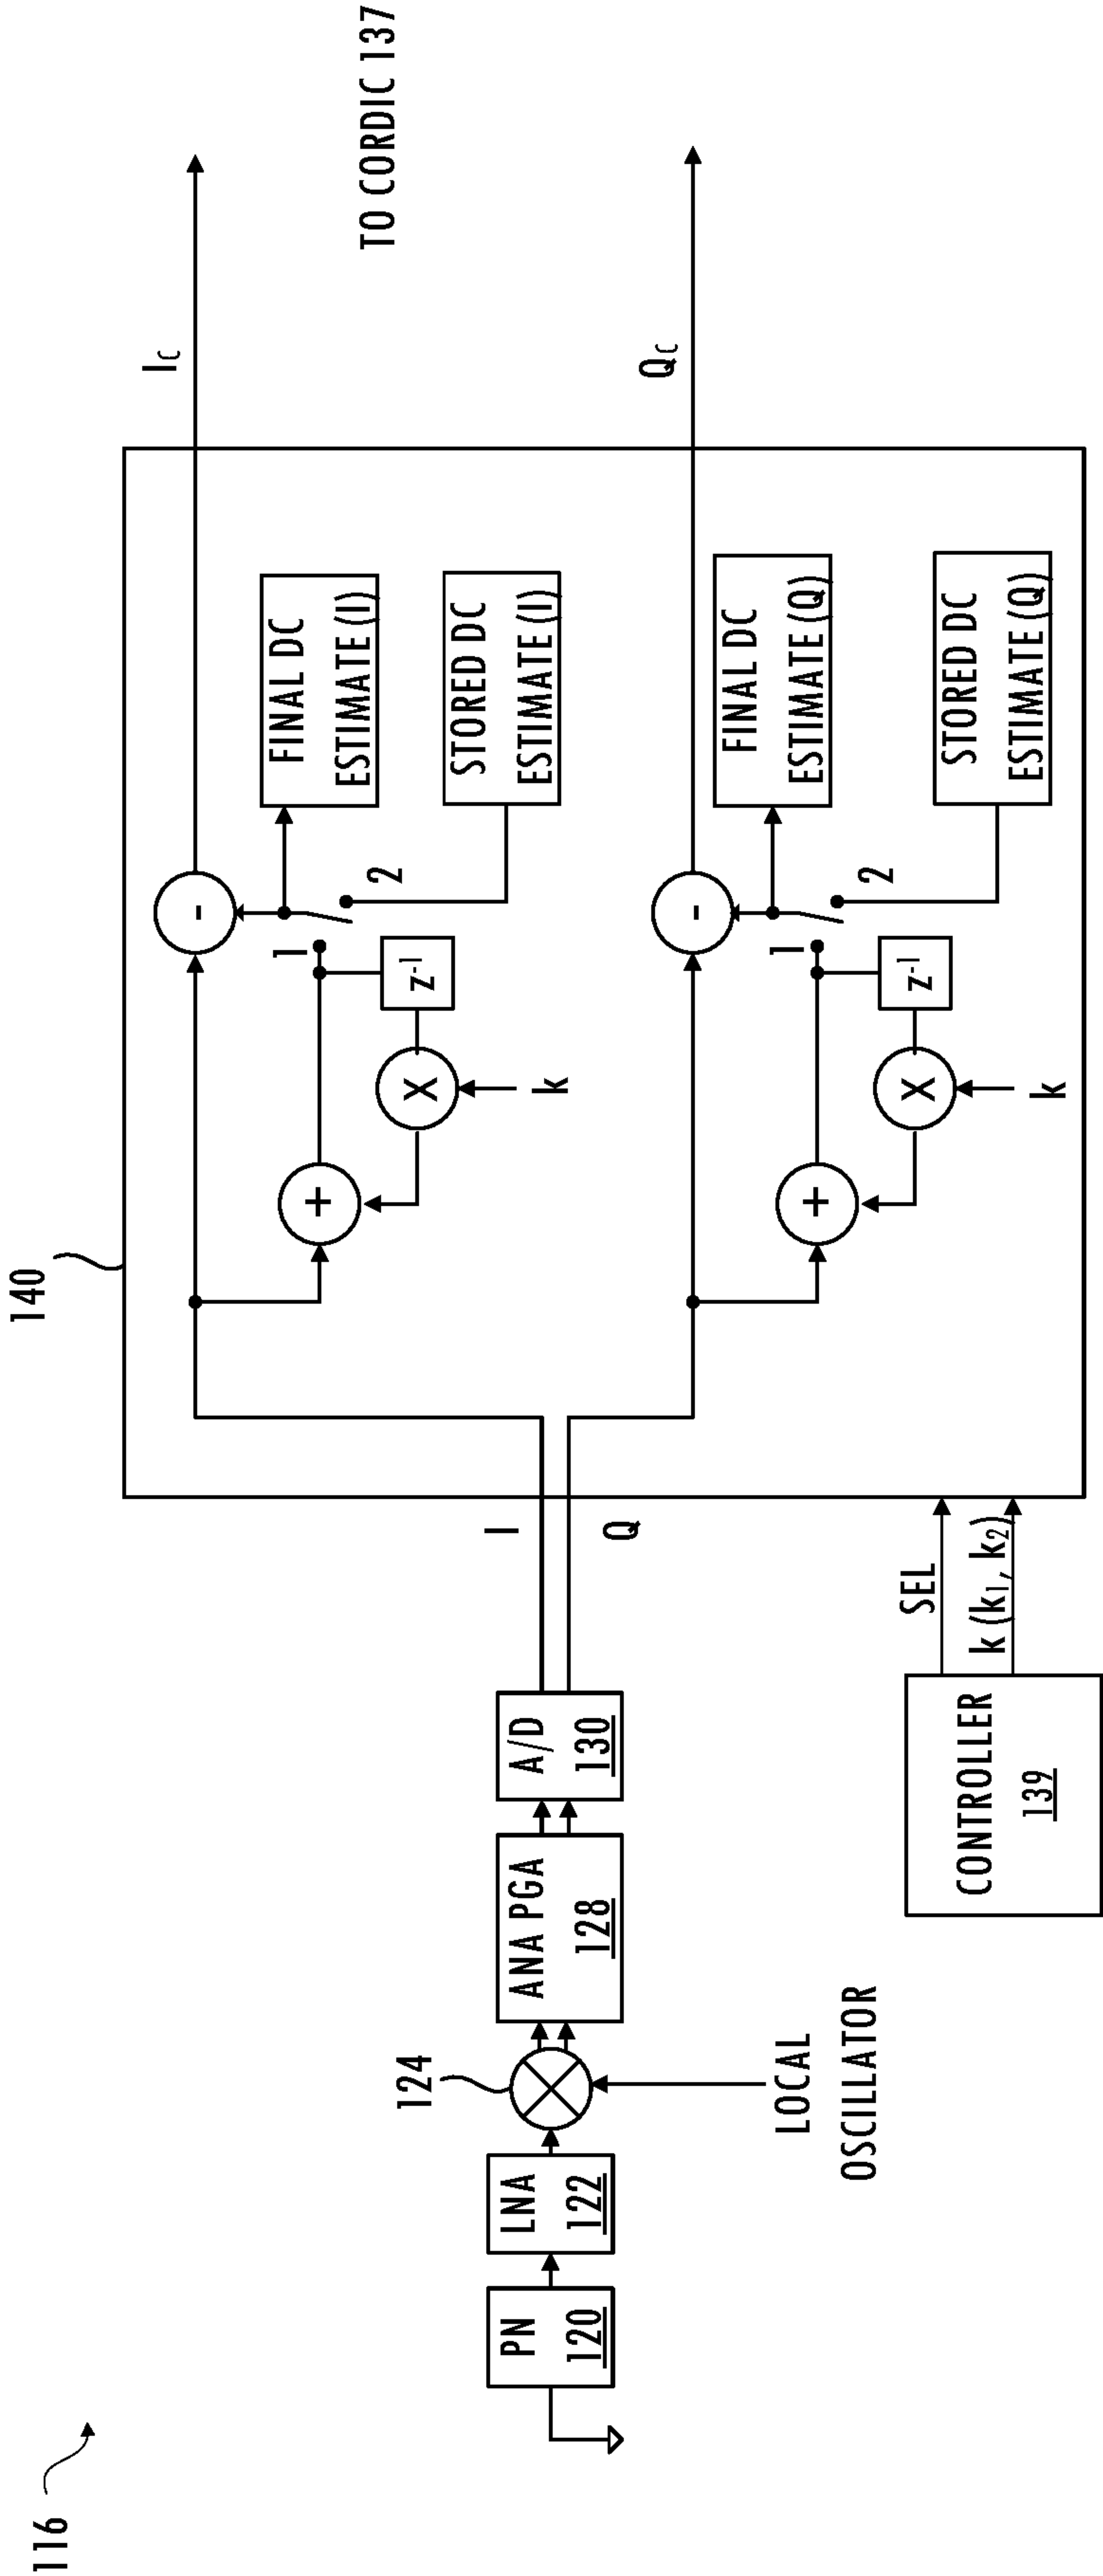 116
PN
120
LNA
122
124
LOCAL
OSCILLATOR
ANA PGA
128
A/D
130
CONTROLLER
139
SEL
k (k₁, k₂)
I
Q
140
+
X
k
z⁻¹
1
2
-
FINAL DC
ESTIMATE (I)
STORED DC
ESTIMATE (I)
I_C
+
X
k
z⁻¹
1
2
-
FINAL DC
ESTIMATE (Q)
STORED DC
ESTIMATE (Q)
Q_C
TO CORDIC 137